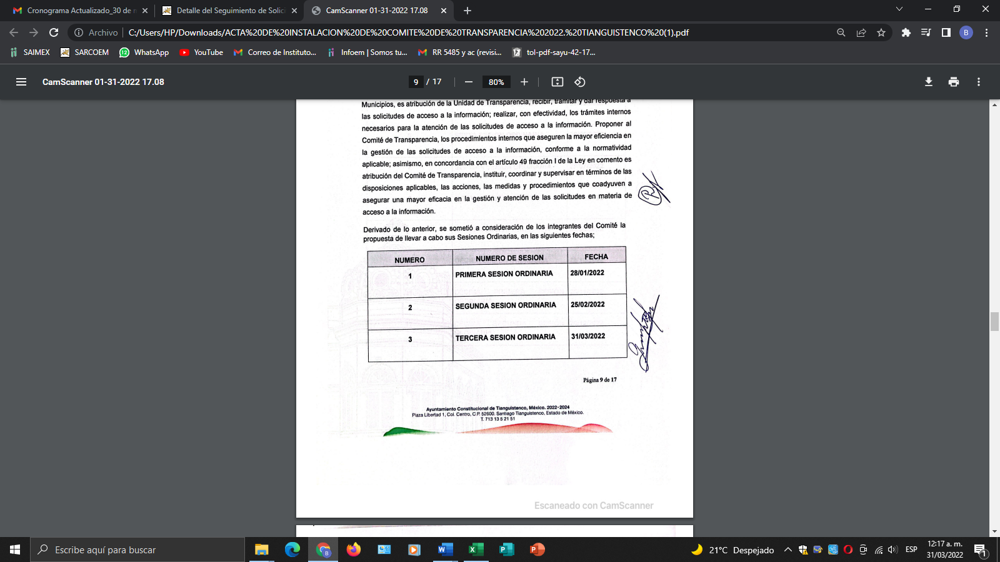 Cronograma Actualizado_30 de m
Detalle del Seguimiento de Solici
CamScanner 01-31-2022 17.08
Archivo
C:/Users/HP/Downloads/ACTA%20DE%20INSTALACION%20DE%20COMITE%20DE%20TRANSPARENCIA%202022.%20TIANGUISTENCO%20(1).pdf
B
SAIMEX
SARCOEM
12
WhatsApp
YouTube
Correo de Instituto...
Infoem | Somos tu...
RR 5485 y ac (revisi...
tol-pdf-sayu-42-17...
CamScanner 01-31-2022 17.08
9 / 17
80%
Municipios, es atribución de la Unidad de Transparencia, recibir, tramitar y dar respuesta a
las solicitudes de acceso a la información; realizar, con efectividad, los trámites internos
necesarios para la atención de las solicitudes de acceso a la información. Proponer al
Comité de Transparencia, los procedimientos internos que aseguren la mayor eficiencia en
la gestión de las solicitudes de acceso a la información, conforme a la normatividad
aplicable; asimismo, en concordancia con el artículo 49 fracción I de la Ley en comento es
atribución del Comité de Transparencia, instituir, coordinar y supervisar en términos de las
disposiciones aplicables, las acciones, las medidas y procedimientos que coadyuven a
asegurar una mayor eficacia en la gestión y atención de las solicitudes en materia de
acceso a la información.
Derivado de lo anterior, se sometió a consideración de los integrantes del Comité la
propuesta de llevar a cabo sus Sesiones Ordinarias, en las siguientes fechas;
NUMERO NUMERO DE SESION FECHA
1 PRIMERA SESION ORDINARIA 28/01/2022
2 SEGUNDA SESION ORDINARIA 25/02/2022
3 TERCERA SESION ORDINARIA 31/03/2022
Página 9 de 17
Ayuntamiento Constitucional de Tianguistenco, México. 2022-2024
Plaza Libertad 1, Col. Centro, C.P. 52600. Santiago Tianguistenco, Estado de México.
T. 713 13 5 21 51
Escaneado con CamScanner
Escribe aquí para buscar
21°C Despejado
ESP
12:17 a. m.
31/03/2022
1